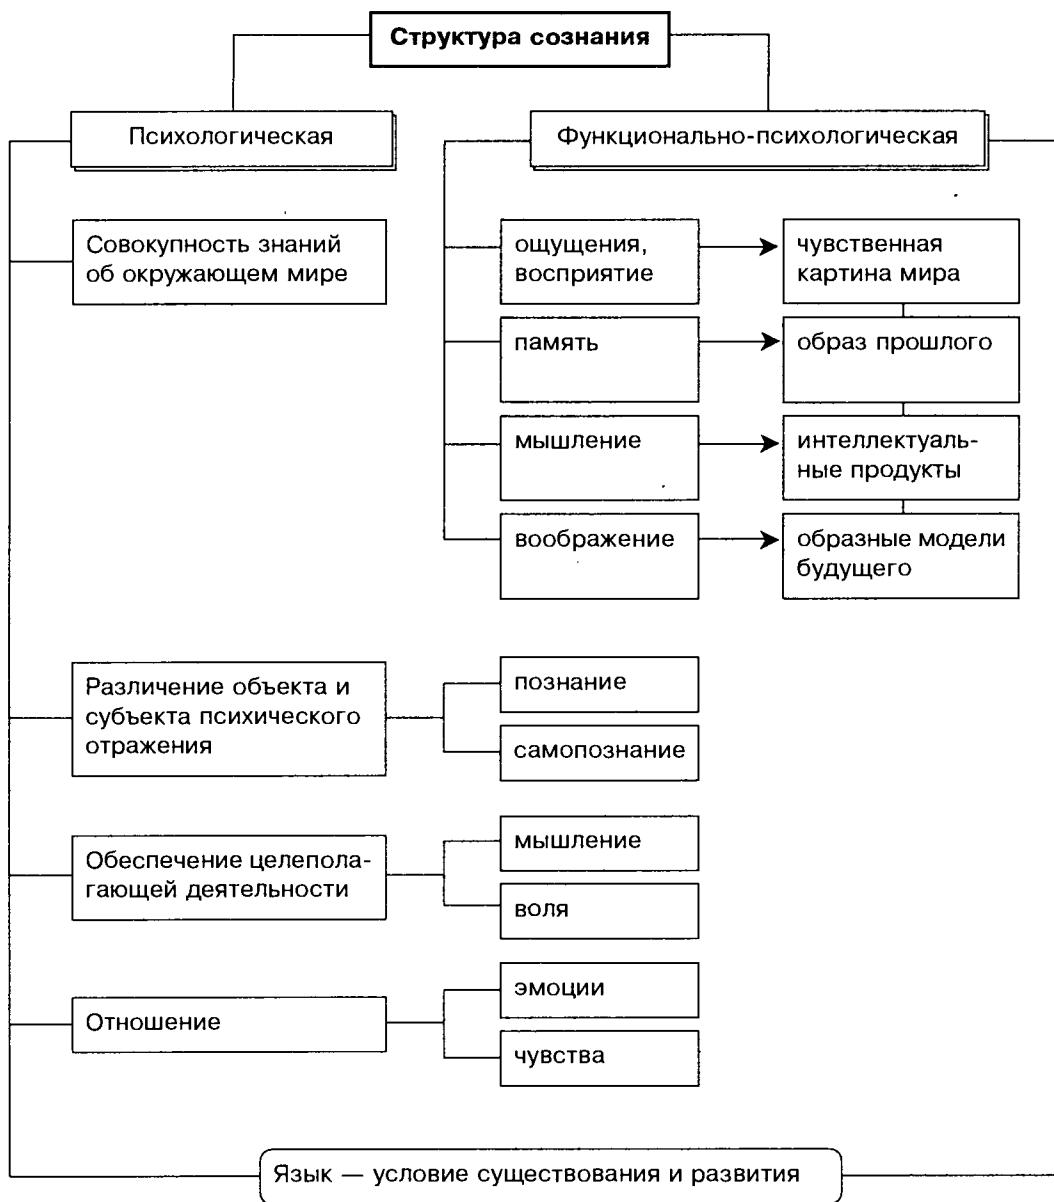 Структура сознания
Психологическая
Функционально-психологическая
Совокупность знаний
об окружающем мире
ощущения,
восприятие
чувственная
картина мира
память
образ прошлого
мышление
интеллектуаль-
ные продукты
воображение
образные модели
будущего
Различение объекта и
субъекта психического
отражения
познание
самопознание
Обеспечение целепола-
гающей деятельности
мышление
воля
Отношение
эмоции
чувства
Язык — условие существования и развития